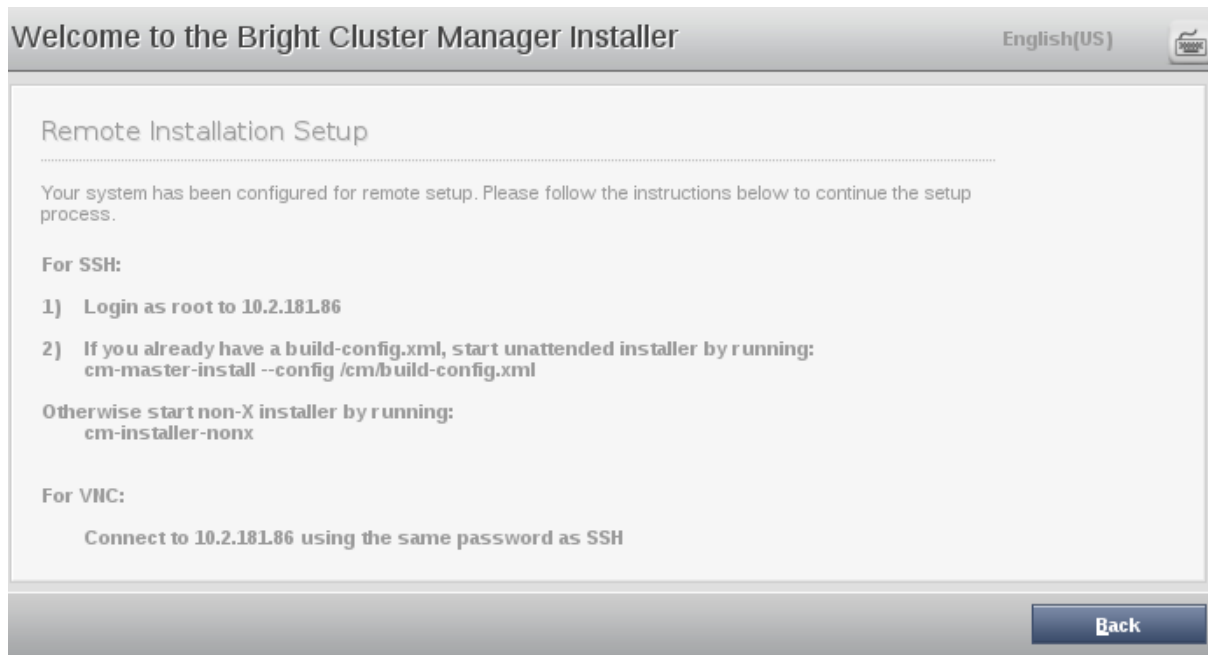 Welcome to the Bright Cluster Manager Installer
English(US)
Remote Installation Setup
Your system has been configured for remote setup. Please follow the instructions below to continue the setup
process.
For SSH:
1) Login as root to 10.2.181.86
2) If you already have a build-config.xml, start unattended installer by running:
cm-master-install --config /cm/build-config.xml
Otherwise start non-X installer by running:
cm-installer-nonx
For VNC:
Connect to 10.2.181.86 using the same password as SSH
Back